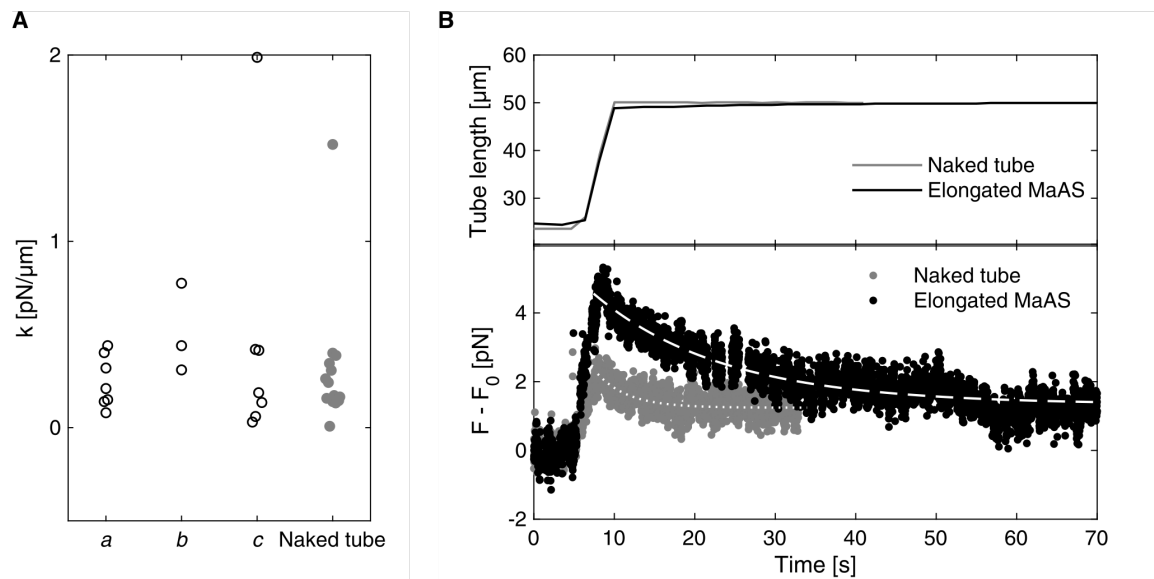 A
B
2
1
0
k [pN/μm]
a
b
c
Naked tube
60
50
40
30
Tube length [μm]
Naked tube
Elongated MaAS
Naked tube
Elongated MaAS
4
2
0
-2
F - F0 [pN]
0
10
20
30
40
50
60
70
Time [s]